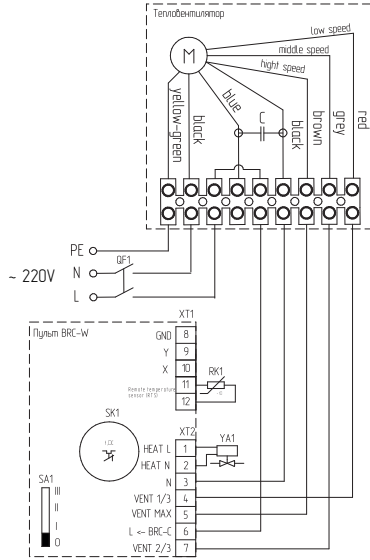 Тепловентилятор
low speed
middle speed
hight speed
M
yellow-green
black
blue
C
black
brown
grey
red
PE
N
L
QF1
~ 220V
XT1
Пульт BRC-W
GND 8
Y 9
X 10
11
12
Remote temperature
sensor (RTS)
RK1
SK1
t.°C
XT2
HEAT L 1
HEAT N 2
N 3
VENT 1/3 4
VENT MAX 5
L <- BRC-C 6
VENT 2/3 7
YA1
SA1
III
II
I
0